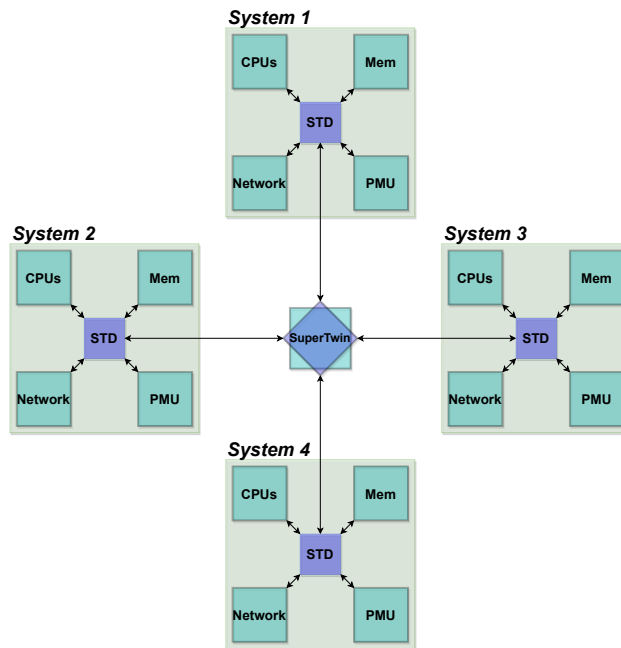 System 1
CPUs
Mem
STD
Network
PMU
System 2
CPUs
Mem
STD
Network
PMU
SuperTwin
System 3
CPUs
Mem
STD
Network
PMU
System 4
CPUs
Mem
STD
Network
PMU